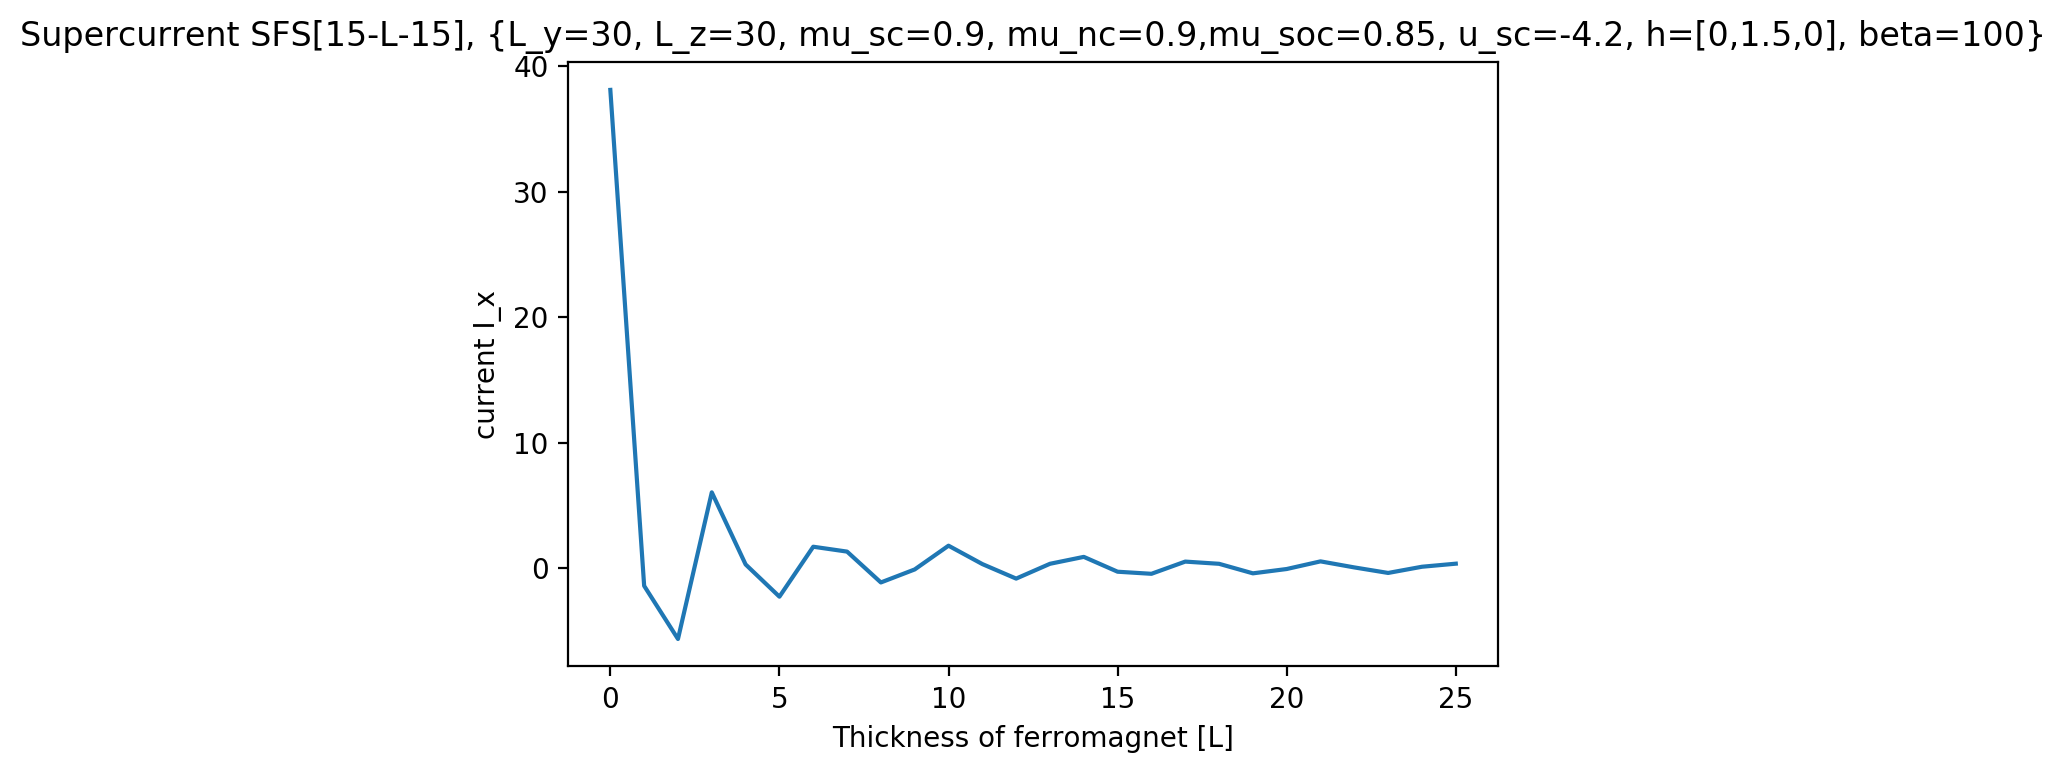 Supercurrent SFS[15-L-15], {L_y=30, L_z=30, mu_sc=0.9, mu_nc=0.9,mu_soc=0.85, u_sc=-4.2, h=[0,1.5,0], beta=100}
40
30
20
10
0
current I_x
0 5 10 15 20 25
Thickness of ferromagnet [L]